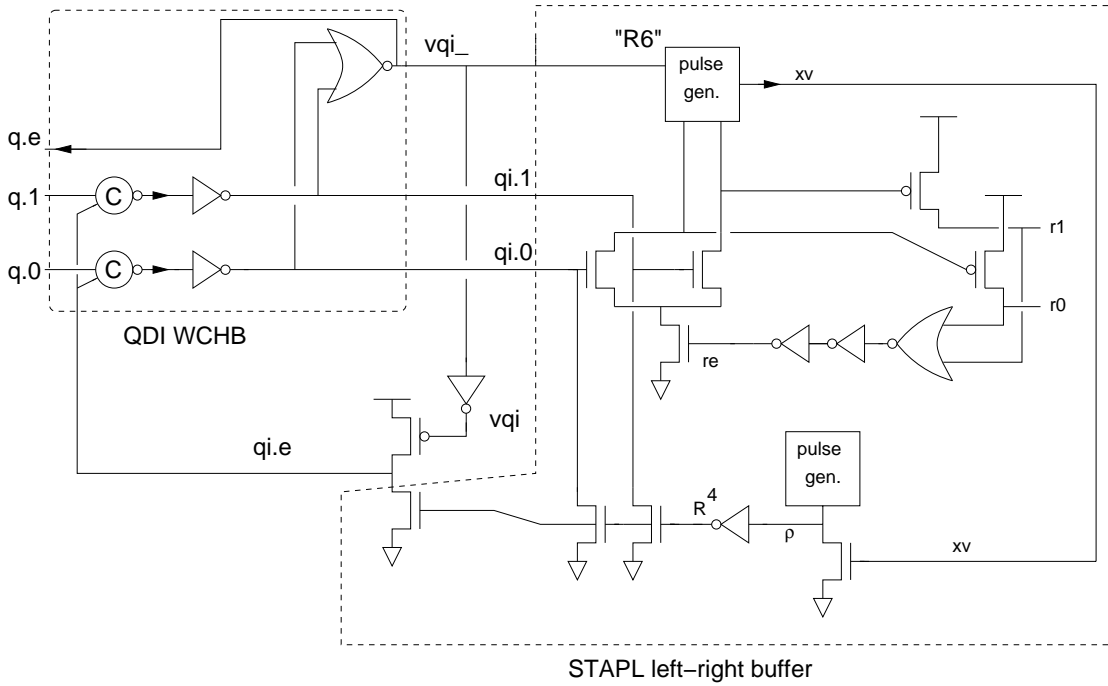 "R6"
vqi_
pulse
gen.
xv
q.e
q.1
C
qi.1
r1
q.0
C
qi.0
r0
QDI WCHB
re
vqi
qi.e
pulse
gen.
R4
ρ
xv
STAPL left–right buffer